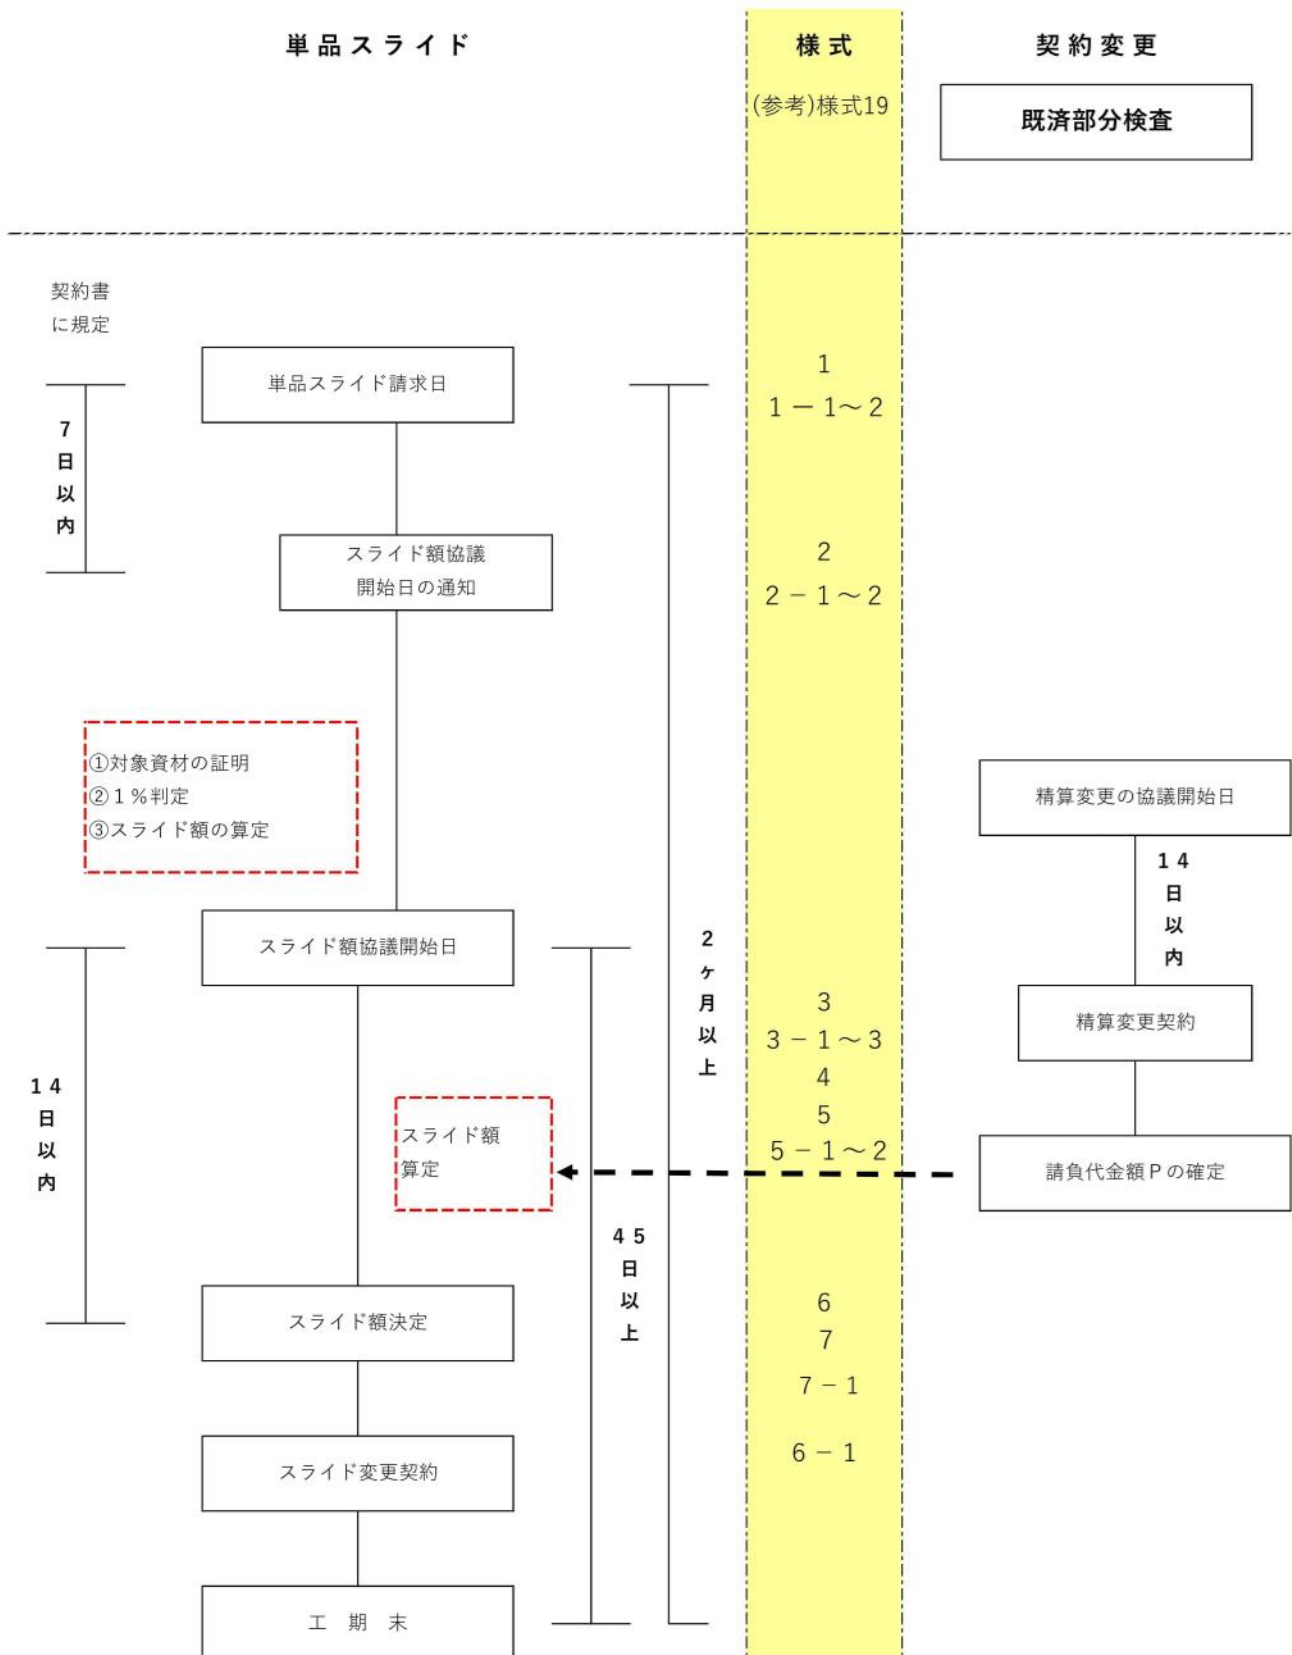 単品スライド
様式
契約変更
(参考)様式19
既済部分検査
契約書
に規定
単品スライド請求日
1
1 ー 1～2
7日以内
スライド額協議
開始日の通知
2
2 − 1 ～ 2
①対象資材の証明
②１％判定
③スライド額の算定
精算変更の協議開始日
14日以内
スライド額協議開始日
2ヶ月以上
3
3 − 1 ～ 3
4
5
5 − 1 ～ 2
精算変更契約
14日以内
スライド額
算定
請負代金額Ｐの確定
45日以上
スライド額決定
6
7
7 − 1
6 − 1
スライド変更契約
工　期　末